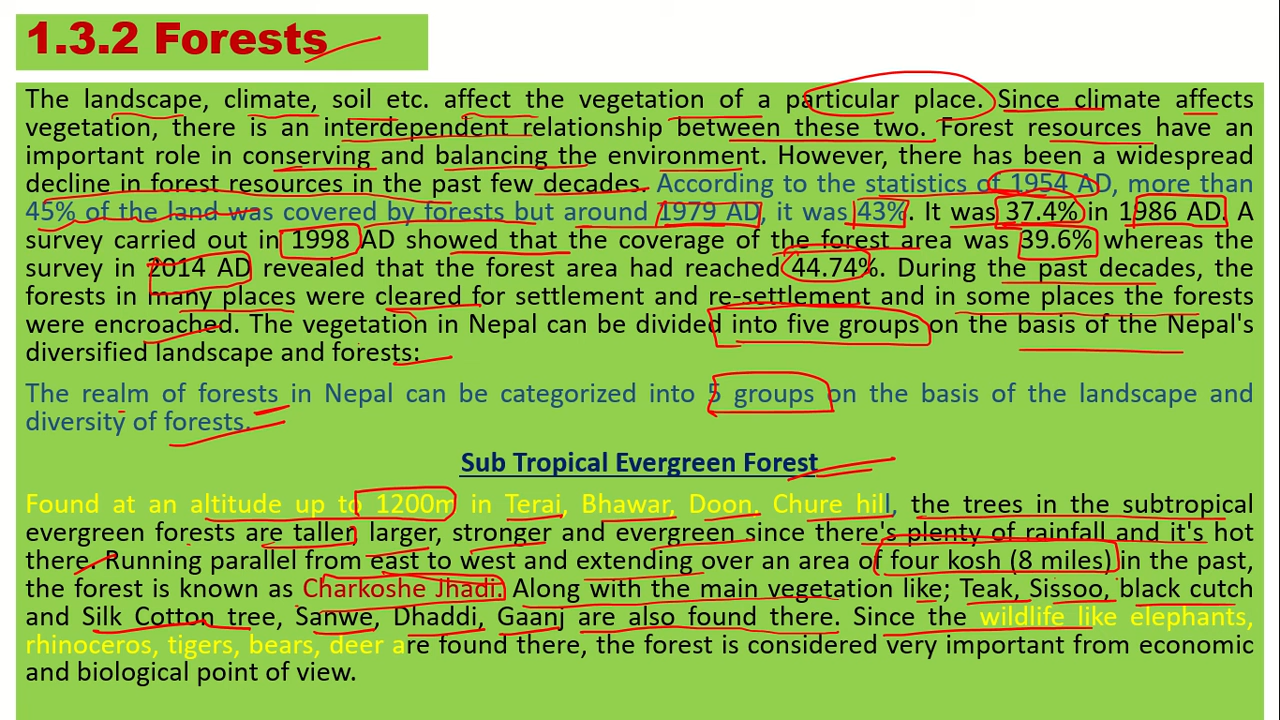 1.3.2 Forests
The landscape, climate, soil etc. affect the vegetation of a particular place. Since climate affects
vegetation, there is an interdependent relationship between these two. Forest resources have an
important role in conserving and balancing the environment. However, there has been a widespread
decline in forest resources in the past few decades. According to the statistics of 1954 AD, more than
45% of the land was covered by forests but around 1979 AD, it was 43%. It was 37.4% in 1986 AD. A
survey carried out in 1998 AD showed that the coverage of the forest area was 39.6% whereas the
survey in 2014 AD revealed that the forest area had reached 44.74%. During the past decades, the
forests in many places were cleared for settlement and re-settlement and in some places the forests
were encroached. The vegetation in Nepal can be divided into five groups on the basis of the Nepal's
diversified landscape and forests:
The realm of forests in Nepal can be categorized into 5 groups on the basis of the landscape and
diversity of forests.
Sub Tropical Evergreen Forest
Found at an altitude up to 1200m in Terai, Bhawar, Doon. Chure hill, the trees in the subtropical
evergreen forests are taller, larger, stronger and evergreen since there's plenty of rainfall and it's hot
there. Running parallel from east to west and extending over an area of four kosh (8 miles) in the past,
the forest is known as Charkoshe Jhadi. Along with the main vegetation like; Teak, Sissoo, black cutch
and Silk Cotton tree, Sanwe, Dhaddi, Gaanj are also found there. Since the wildlife like elephants,
rhinoceros, tigers, bears, deer are found there, the forest is considered very important from economic
and biological point of view.